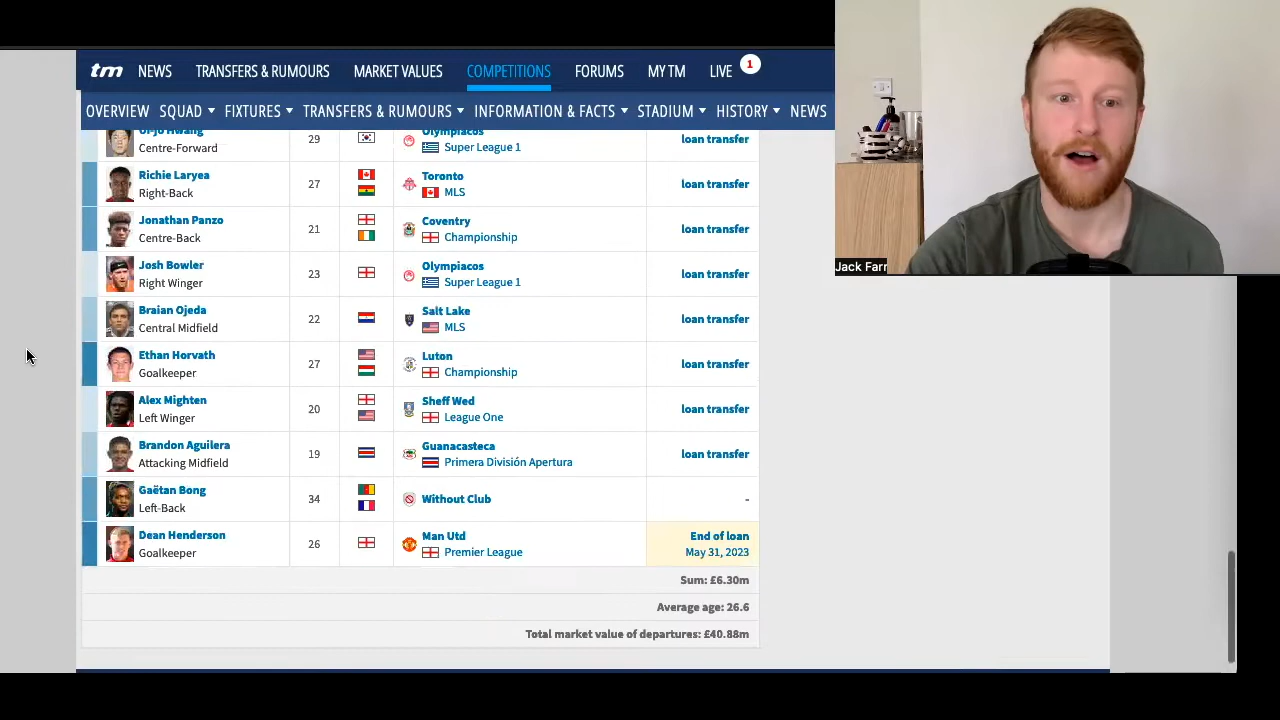 tm NEWS TRANSFERS & RUMOURS MARKET VALUES COMPETITIONS FORUMS MY TM LIVE 1
OVERVIEW SQUAD FIXTURES TRANSFERS & RUMOURS INFORMATION & FACTS STADIUM HISTORY NEWS
Ui-jo Hwang
Centre-Forward
29
Olympiacos
Super League 1
loan transfer
Richie Laryea
Right-Back
27
Toronto
MLS
loan transfer
Jonathan Panzo
Centre-Back
21
Coventry
Championship
loan transfer
Josh Bowler
Right Winger
23
Olympiacos
Super League 1
loan transfer
Braian Ojeda
Central Midfield
22
Salt Lake
MLS
loan transfer
Ethan Horvath
Goalkeeper
27
Luton
Championship
loan transfer
Alex Mighten
Left Winger
20
Sheff Wed
League One
loan transfer
Brandon Aguilera
Attacking Midfield
19
Guanacasteca
Primera División Apertura
loan transfer
Gaëtan Bong
Left-Back
34
Without Club
-
Dean Henderson
Goalkeeper
26
Man Utd
Premier League
End of loan
May 31, 2023
Sum: £6.30m
Average age: 26.6
Total market value of departures: £40.88m
Jack Farr